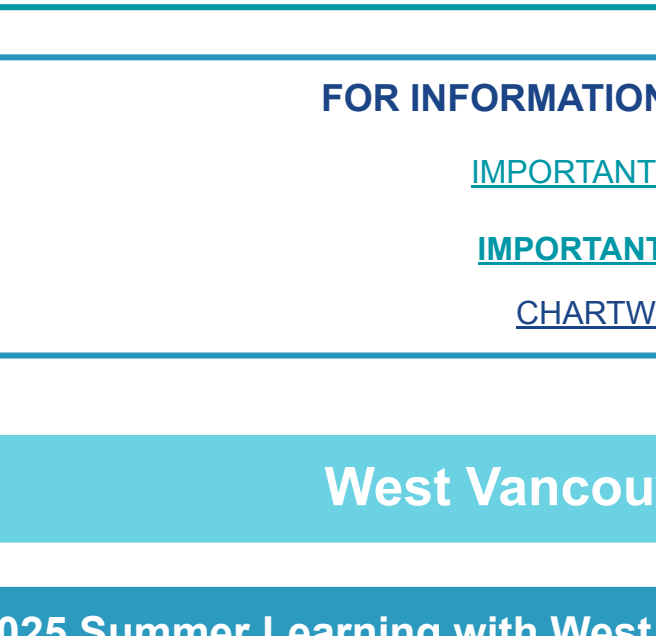 FOR INFORMATION
IMPORTANT
IMPORTANT
CHARTW
West Vancou
025 Summer Learning with West